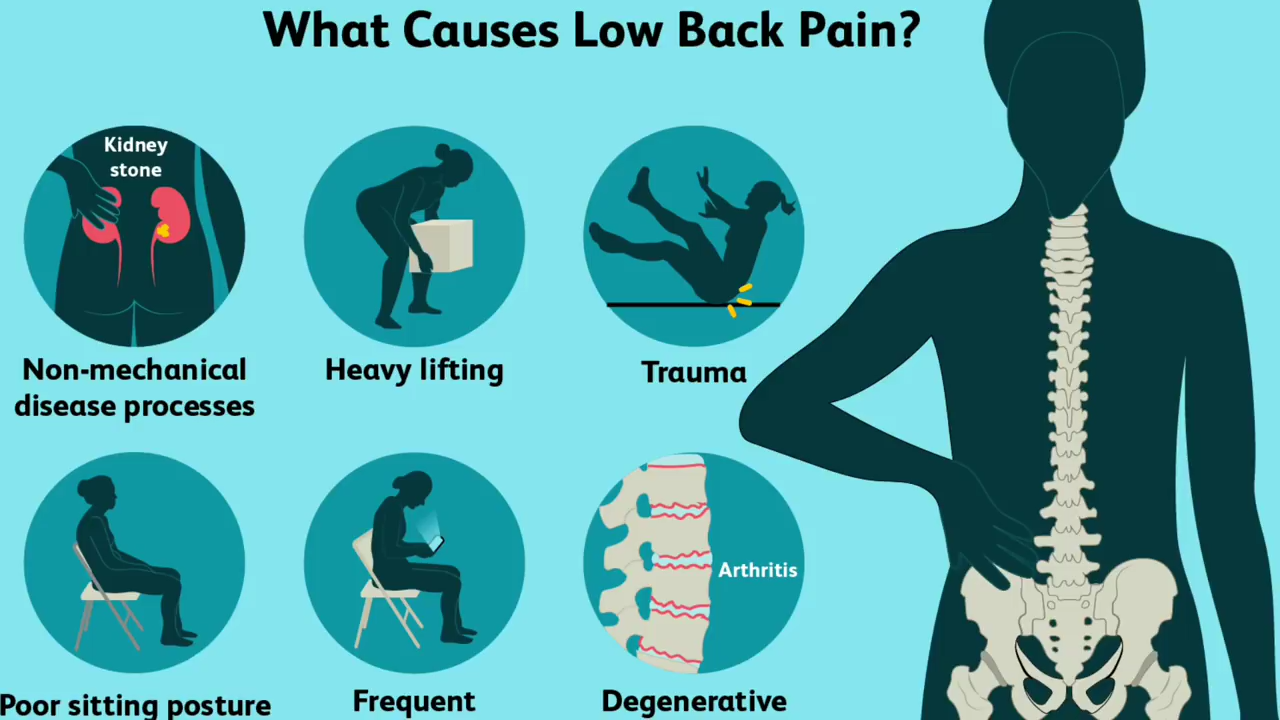 What Causes Low Back Pain?
Kidney
stone
Non-mechanical
disease processes
Heavy lifting
Trauma
Arthritis
Poor sitting posture
Frequent
Degenerative